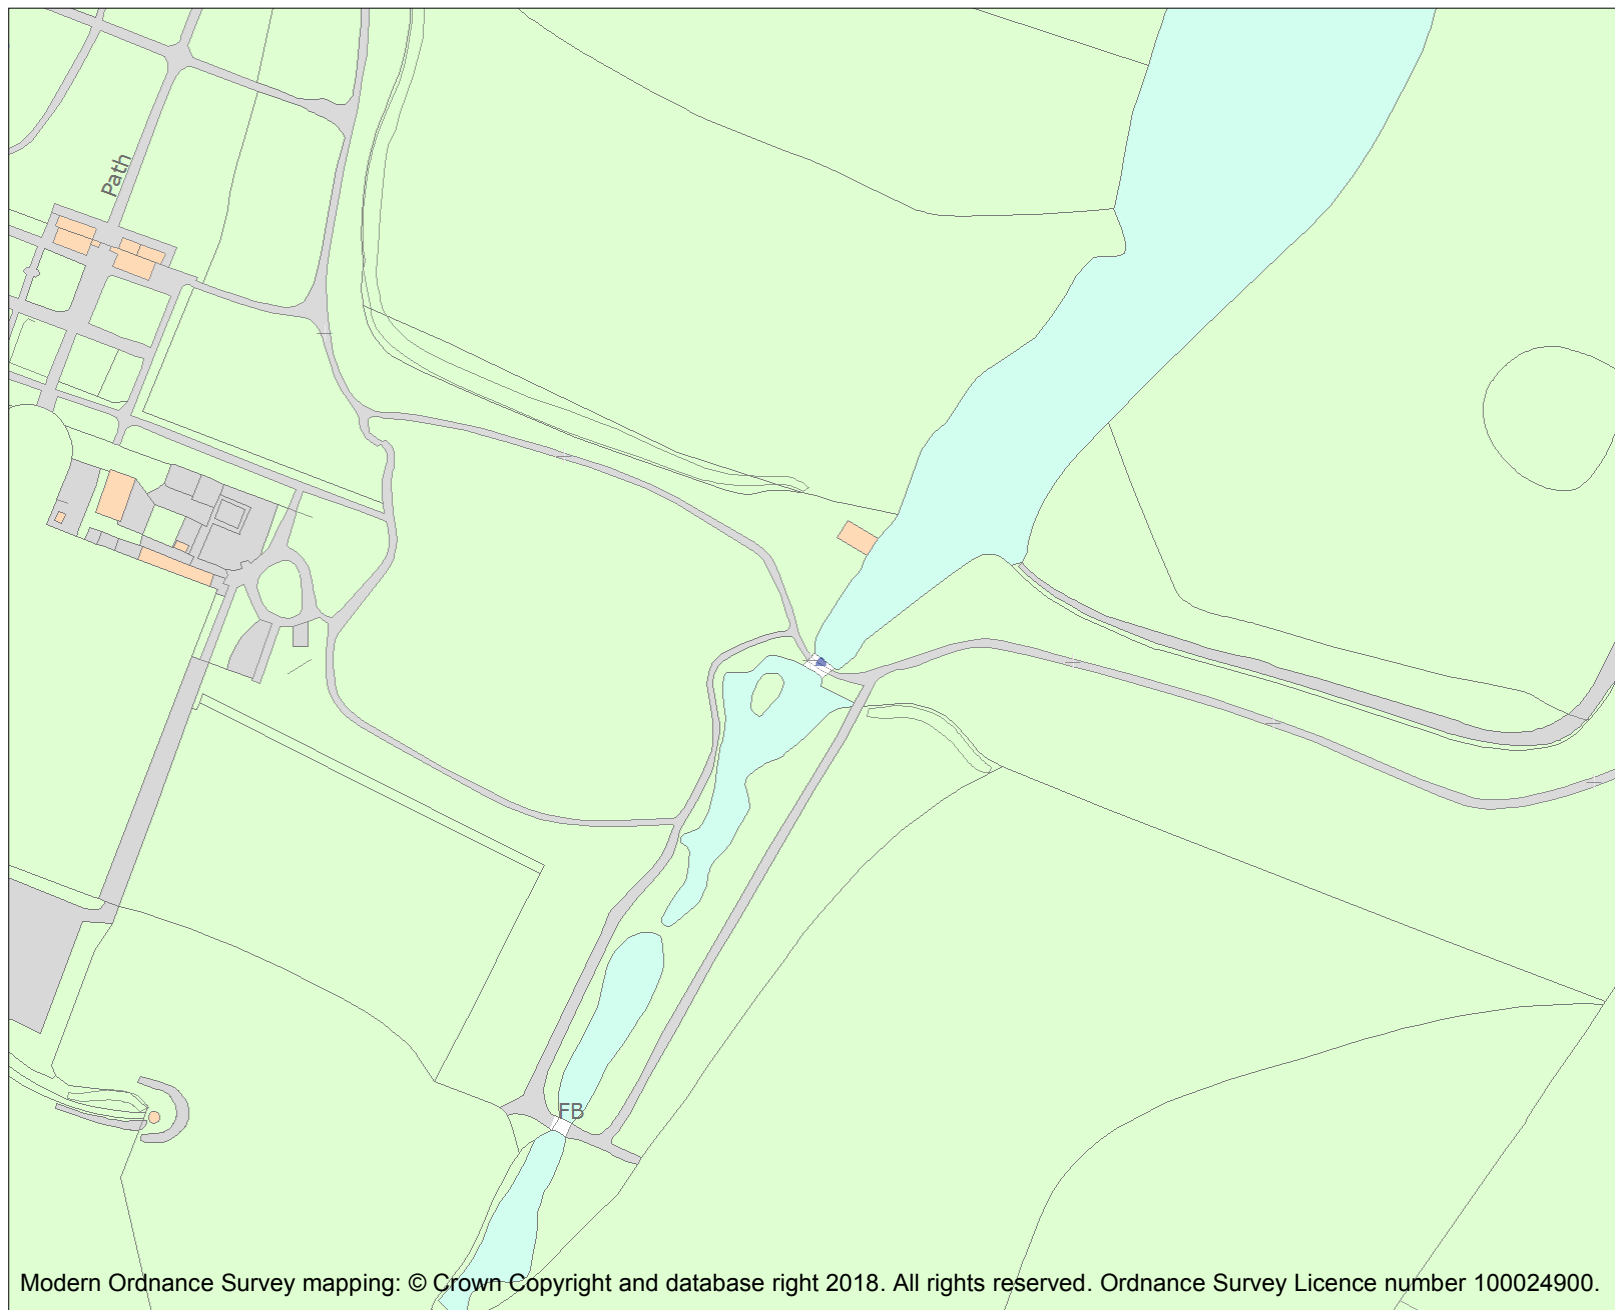 Path
FB
Modern Ordnance Survey mapping: © Crown Copyright and database right 2018. All rights reserved. Ordnance Survey Licence number 100024900.